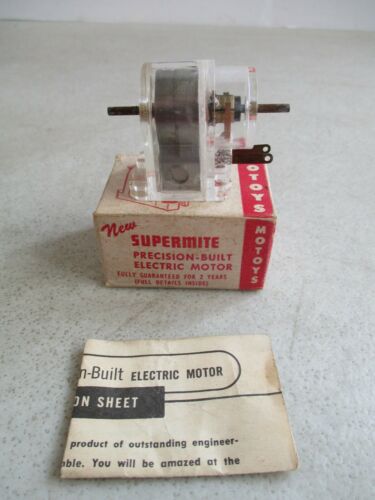 New
SUPERMITE
PRECISION-BUILT
ELECTRIC MOTOR
FULLY GUARANTEED FOR 2 YEARS
(FULL DETAILS INSIDE)
MOTOYS
MOTOYS
n-Built ELECTRIC MOTOR
ON SHEET
product of outstanding engineer-
able. You will be amazed at the